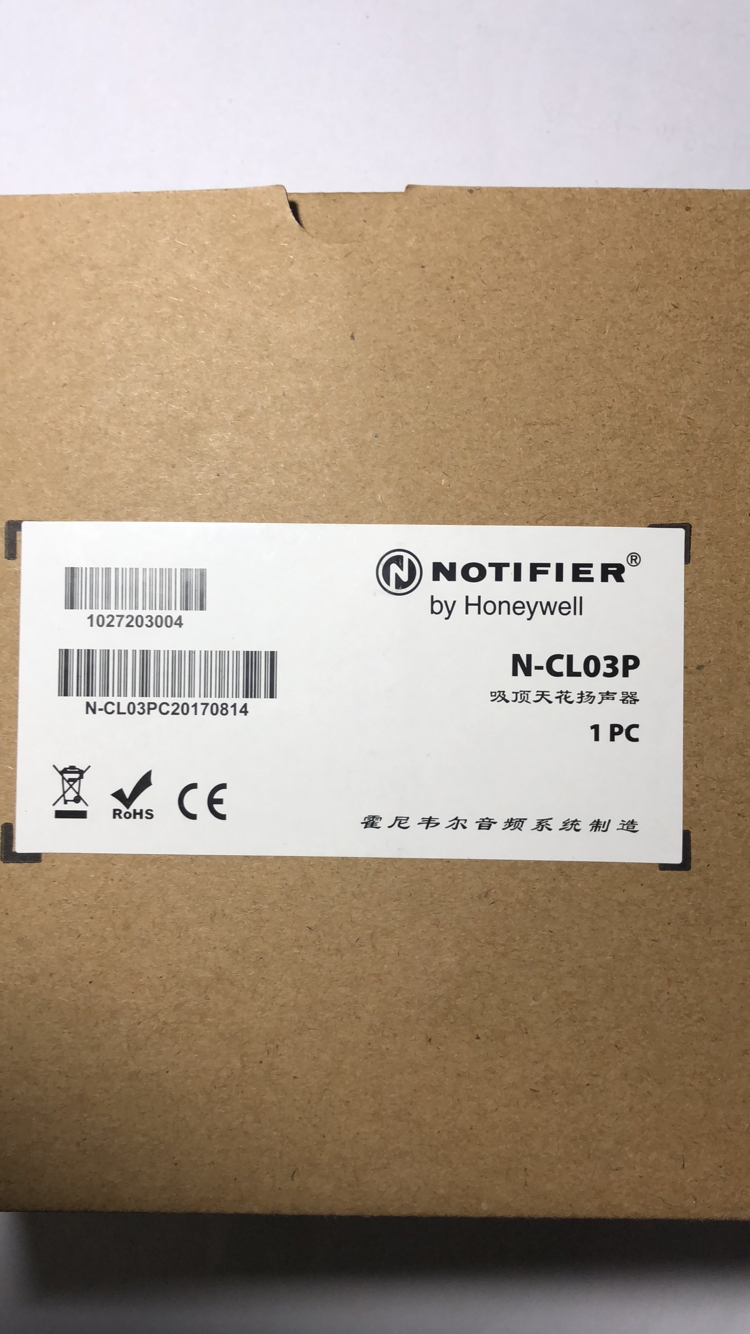 1027203004
N-CL03PC20170814
RoHS
CE
NOTIFIER®
by Honeywell
N-CL03P
吸顶天花扬声器
1 PC
霍尼韦尔音频系统制造